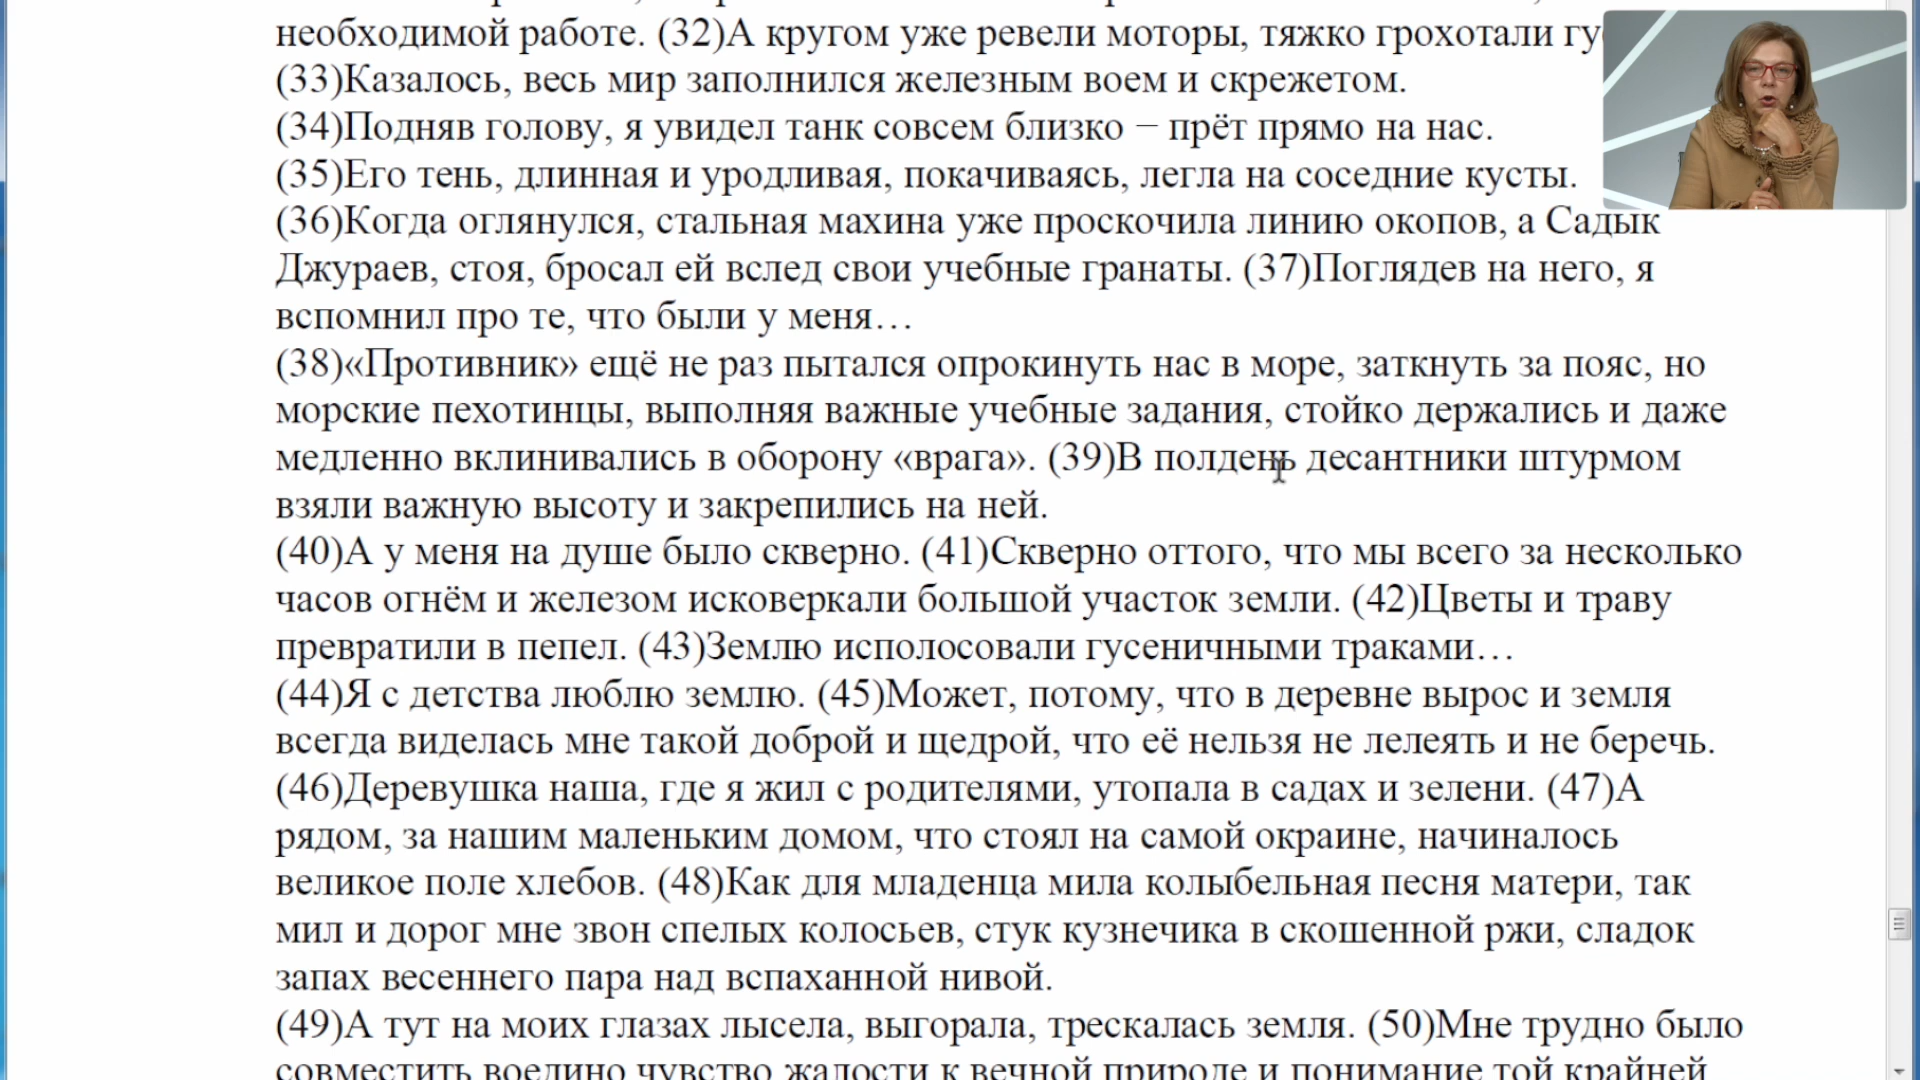 необходимой работе. (32)А кругом уже ревели моторы, тяжко грохотали
(33)Казалось, весь мир заполнился железным воем и скрежетом.
(34)Подняв голову, я увидел танк совсем близко − прёт прямо на нас.
(35)Его тень, длинная и уродливая, покачиваясь, легла на соседние кусты.
(36)Когда оглянулся, стальная махина уже проскочила линию окопов, а Садык
Джураев, стоя, бросал ей вслед свои учебные гранаты. (37)Поглядев на него, я
вспомнил про те, что были у меня…
(38)«Противник» ещё не раз пытался опрокинуть нас в море, заткнуть за пояс, но
морские пехотинцы, выполняя важные учебные задания, стойко держались и даже
медленно вклинивались в оборону «врага». (39)В полдень десантники штурмом
взяли важную высоту и закрепились на ней.
(40)А у меня на душе было скверно. (41)Скверно оттого, что мы всего за несколько
часов огнём и железом исковеркали большой участок земли. (42)Цветы и траву
превратили в пепел. (43)Землю исполосовали гусеничными траками…
(44)Я с детства люблю землю. (45)Может, потому, что в деревне вырос и земля
всегда виделась мне такой доброй и щедрой, что её нельзя не лелеять и не беречь.
(46)Деревушка наша, где я жил с родителями, утопала в садах и зелени. (47)А
рядом, за нашим маленьким домом, что стоял на самой окраине, начиналось
великое поле хлебов. (48)Как для младенца мила колыбельная песня матери, так
мил и дорог мне звон спелых колосьев, стук кузнечика в скошенной ржи, сладок
запах весеннего пара над вспаханной нивой.
(49)А тут на моих глазах лысела, выгорала, трескалась земля. (50)Мне трудно было
совместить воедино чувство жалости к вечной природе и понимание той крайней